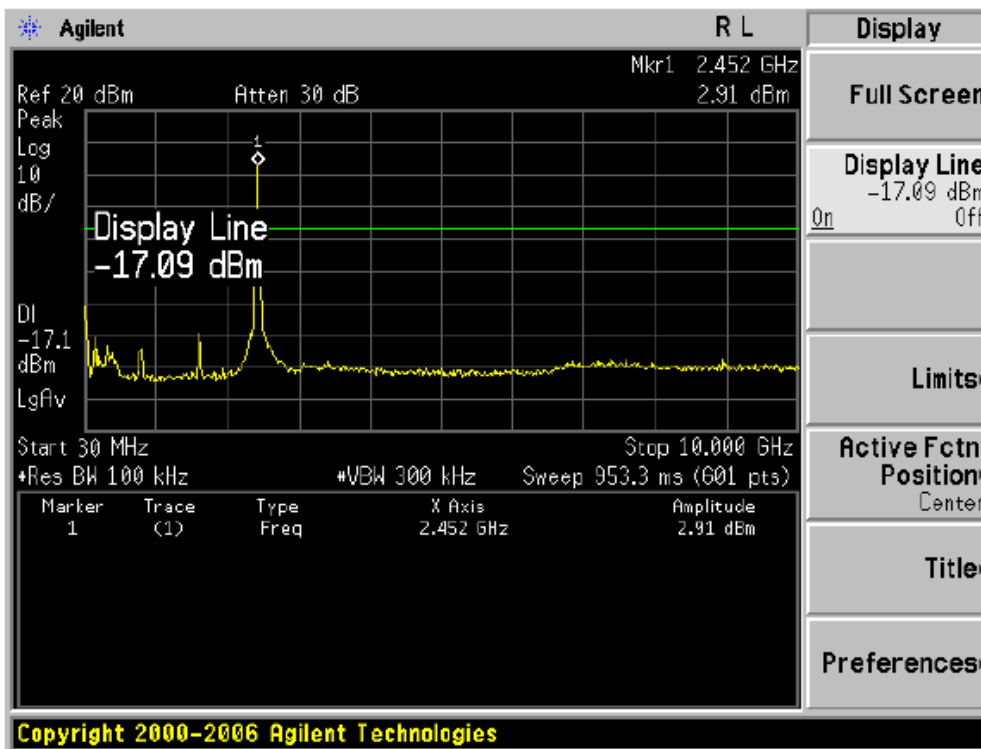 Agilent R L Display
Mkr1 2.452 GHz
Ref 20 dBm Atten 30 dB 2.91 dBm
Peak
Log
10
dB/
1
Display Line
-17.09 dBm
DI
-17.1
dBm
LgAv
Start 30 MHz Stop 10.000 GHz
#Res BW 100 kHz #VBW 300 kHz Sweep 953.3 ms (601 pts)
Marker Trace Type X Axis Amplitude
1 (1) Freq 2.452 GHz 2.91 dBm
Full Screen
Display Line
-17.09 dBm
On Off
Limits
Active Fctn
Position
Center
Title
Preferences
Copyright 2000-2006 Agilent Technologies